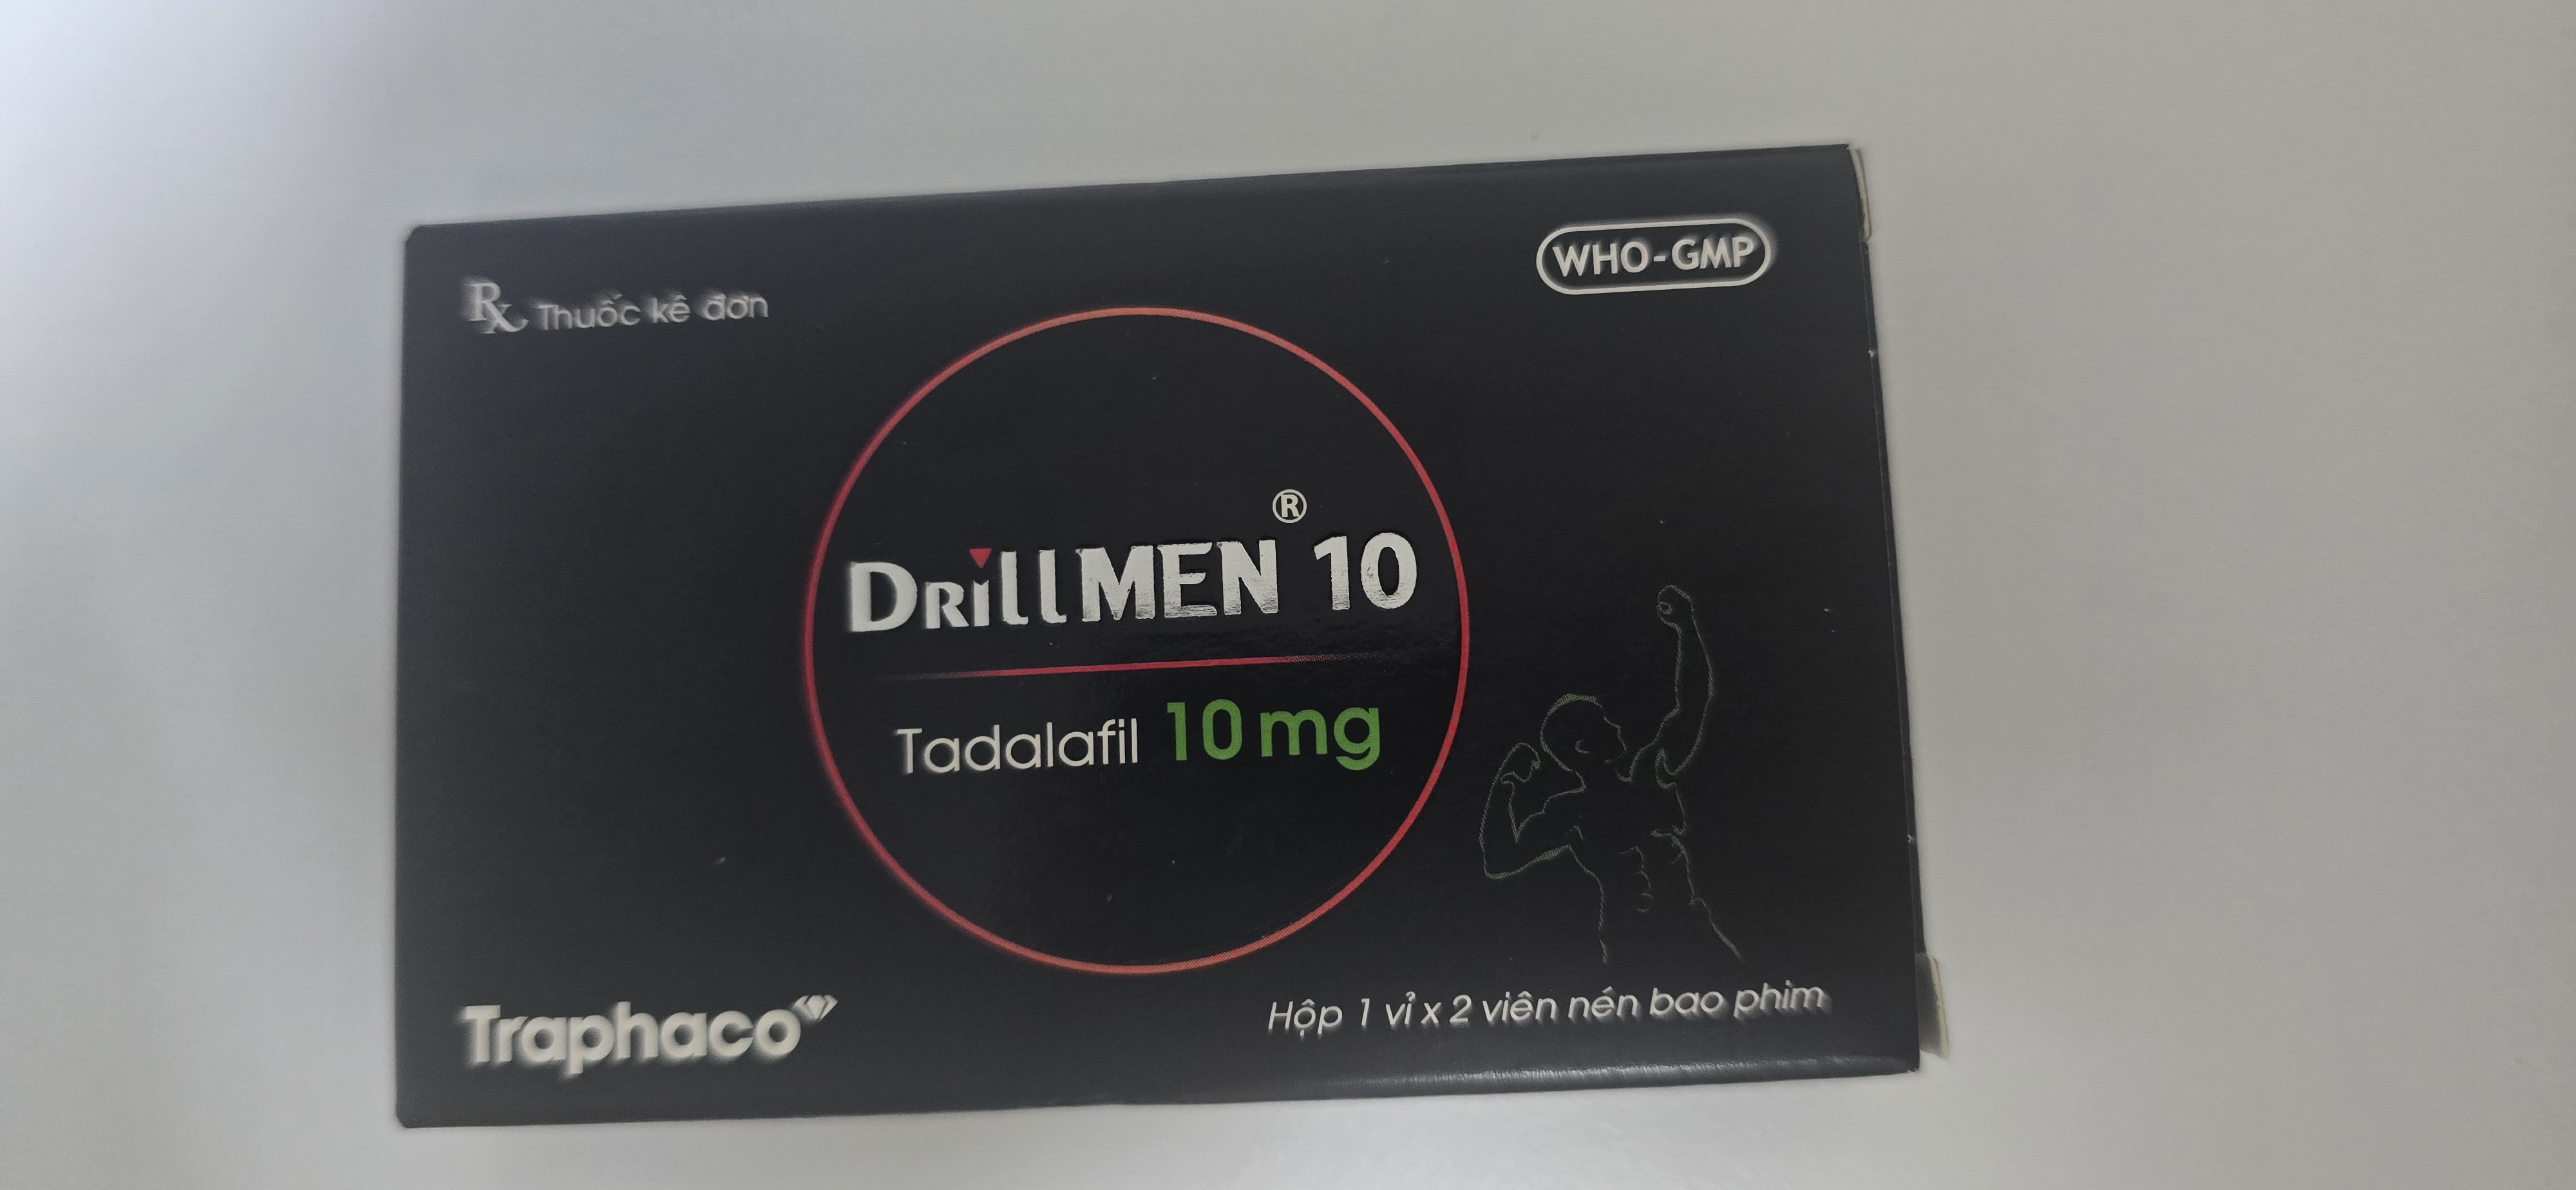 Rx Thuốc kê đơn
WHO-GMP
DRiLLMEN® 10
Tadalafil 10 mg
Traphaco
Hộp 1 vỉ x 2 viên nén bao phim